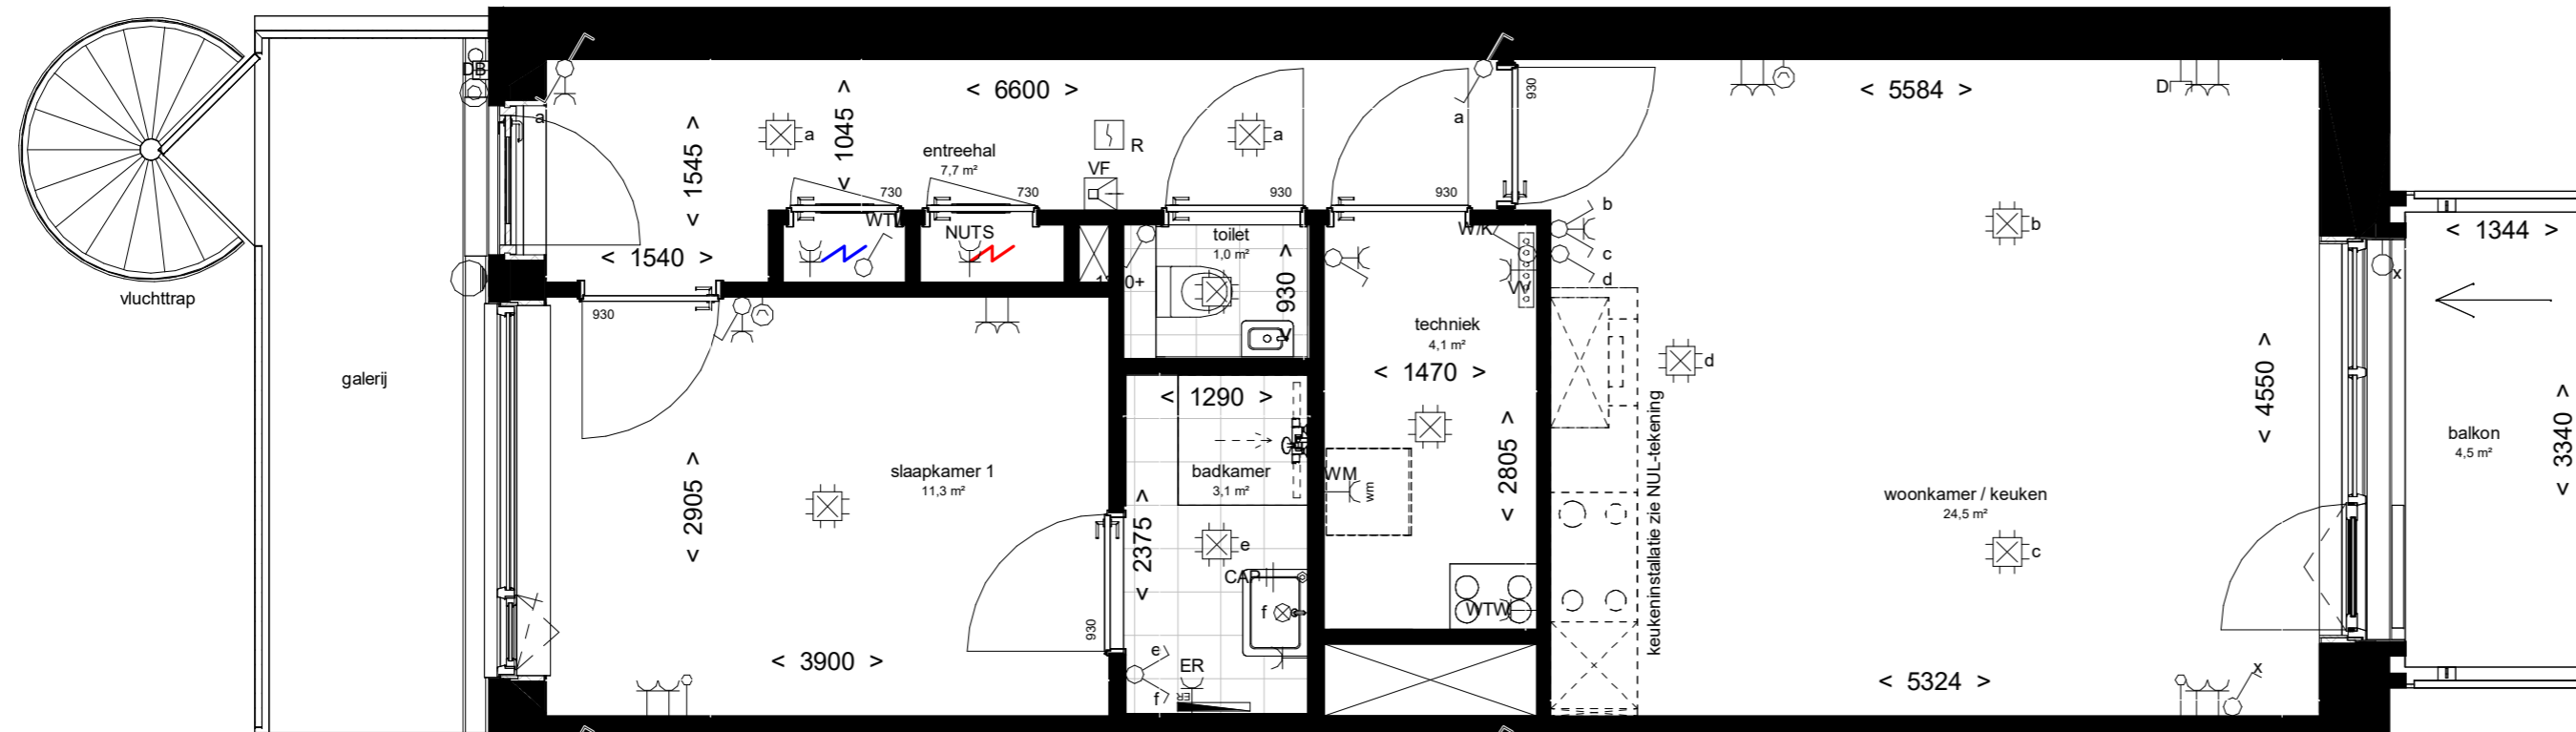 DB
a
< 6600 >
930
< 5584 >
D
< 1045 >
a
R
a
a
< 1545 >
entreehal
7,7 m²
VF
730
730
930
930
b
WTW
NUTS
toilet
1,0 m²
W/K
b
c
d
< 1344 >
< 1540 >
< 930 >
x
vluchttrap
930
VV
techniek
4,1 m²
d
galerij
< 1470 >
< 1290 >
keukeninstallatie zie NUL-tekening
< 4550 >
< 3340 >
balkon
4,5 m²
slaapkamer 1
11,3 m²
badkamer
3,1 m²
WM
wm
< 2805 >
woonkamer / keuken
24,5 m²
< 2905 >
< 2375 >
e
c
CAP
f
WTW
930
< 3900 >
e
ER
f
ER
< 5324 >
x